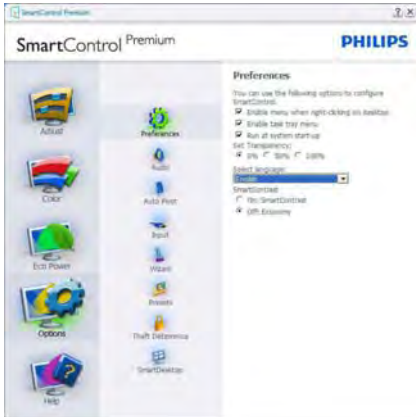 SmartControl Premium
SmartControl Premium
PHILIPS
Adjust
Color
Eco Power
Options
Help
Preferences
Audio
Auto Pivot
Input
Wizard
Presets
Theft Deterrence
SmartDesktop
Preferences
You can use the following options to configure
SmartControl.
Enable menu when right-clicking on desktop
Enable task tray menu
Run at system start-up
Set Transparency:
0% 50% 100%
Select language:
English
SmartContrast
On: SmartContrast
Off: Economy